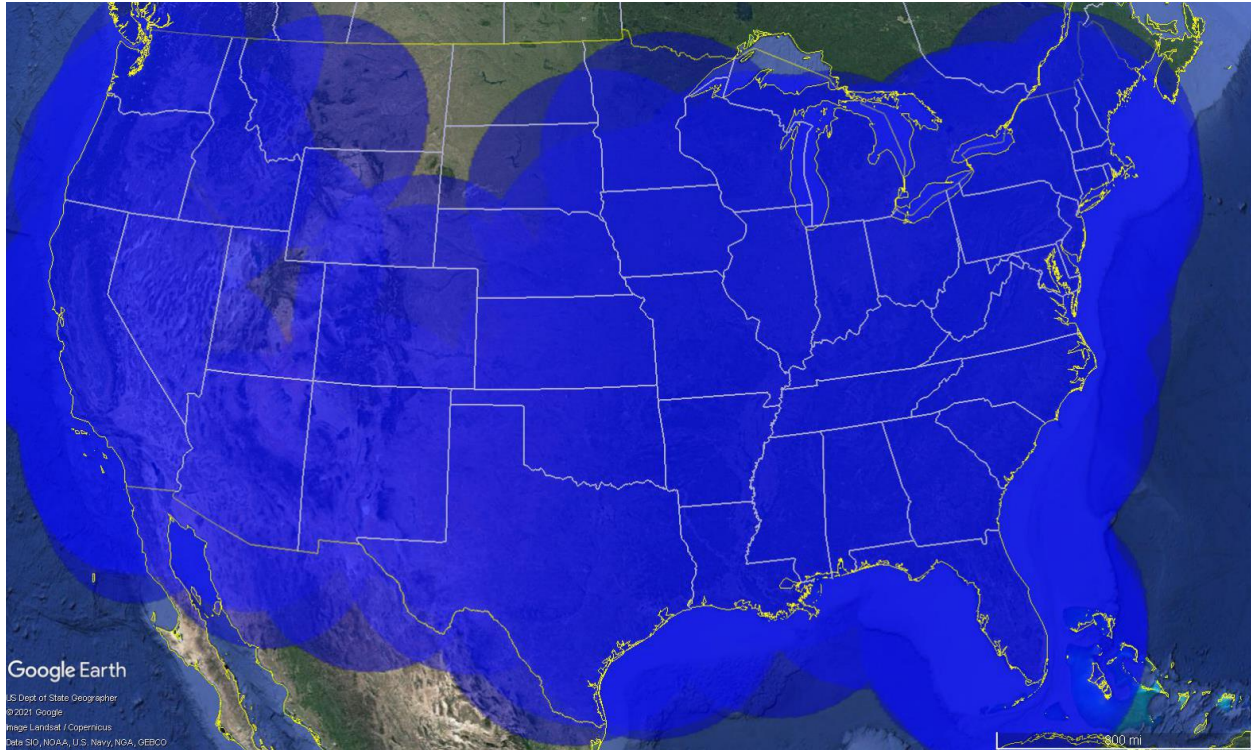 Google Earth
US Dept of State Geographer
©2021 Google
Image Landsat / Copernicus
Data SIO, NOAA, U.S. Navy, NGA, GEBCO
800 mi